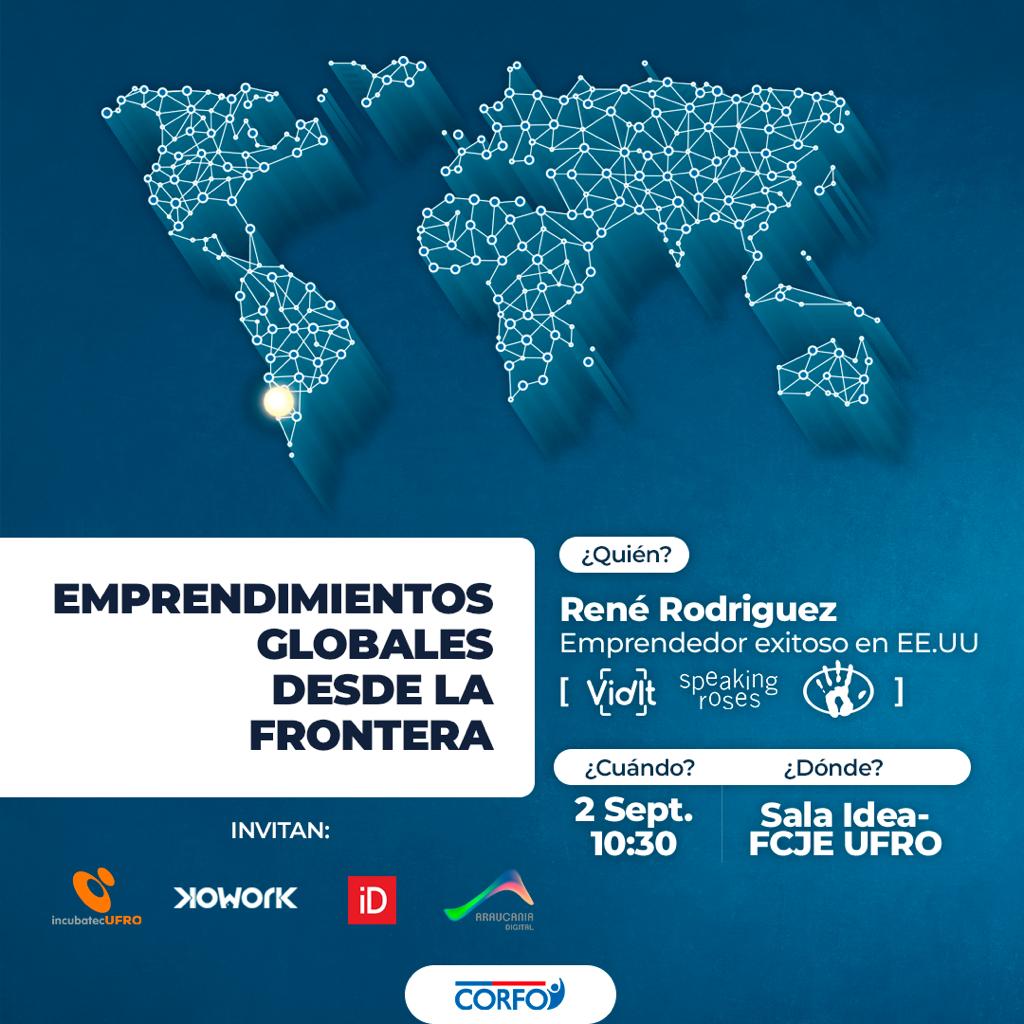 EMPRENDIMIENTOS
GLOBALES
DESDE LA
FRONTERA
¿Quién?
René Rodriguez
Emprendedor exitoso en EE.UU
[ VidIt speaking roses ]
¿Cuándo?
2 Sept.
10:30
¿Dónde?
Sala Idea-
FCJE UFRO
INVITAN:
incubatecUFRO
KOWORK
iD
ARAUCANIA
DIGITAL
CORFO